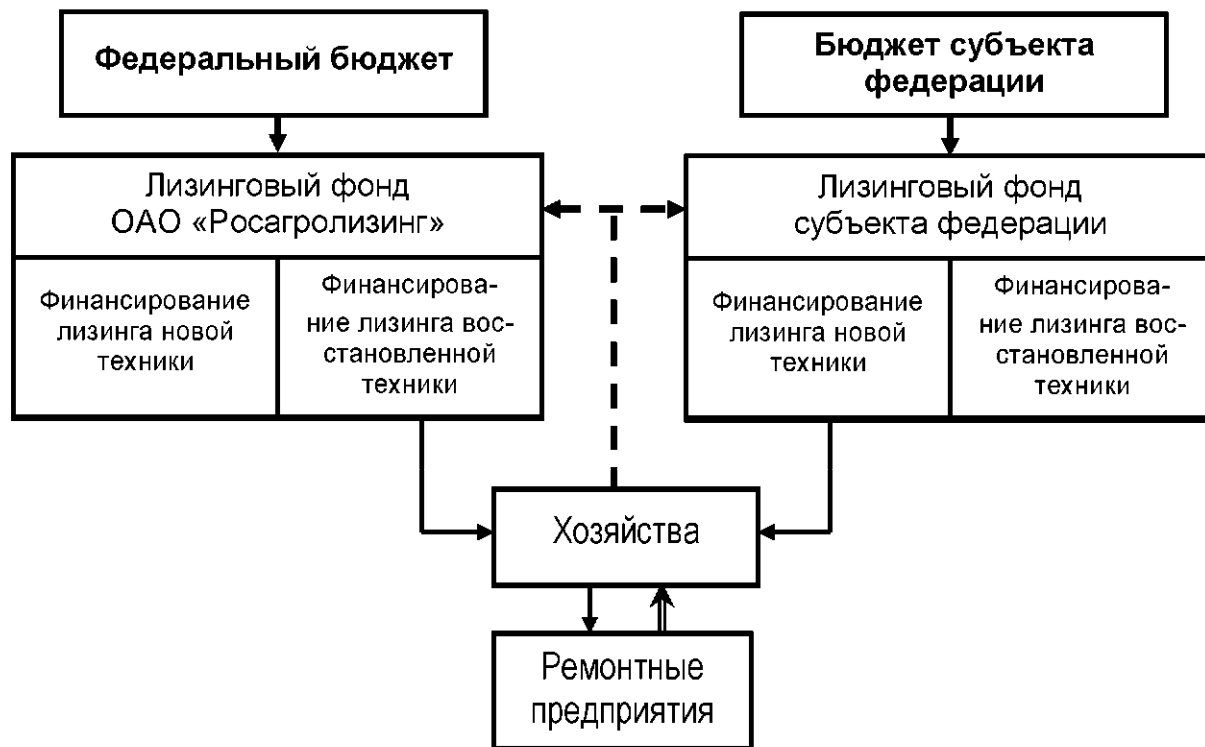 Федеральный бюджет
Бюджет субъекта
федерации
Лизинговый фонд
ОАО «Росагролизинг»
Лизинговый фонд
субъекта федерации
Финансирование
лизинга новой
техники
Финансирова-
ние лизинга вос-
становленной
техники
Финансирование
лизинга новой
техники
Финансирова-
ние лизинга вос-
становленной
техники
Хозяйства
Ремонтные
предприятия